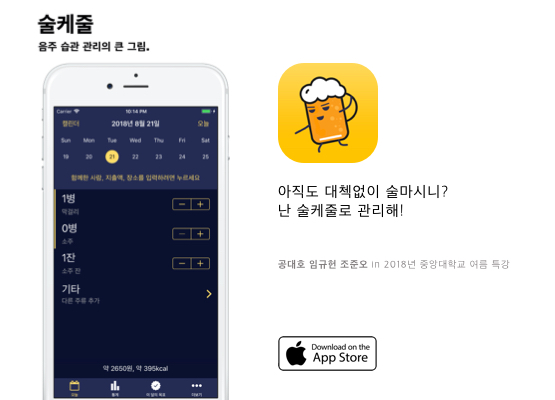 술케줄
음주 습관 관리의 큰 그림.
Carrier 10:14 PM
캘린더 2018년 8월 21일 오늘
Sun Mon Tue Wed Thu Fri Sat
19 20 21 22 23 24 25
함께한 사람, 지출액, 장소를 입력하려면 누르세요
1병
막걸리
0병
소주
1잔
소주 잔
기타
다른 주류 추가
약 2650원, 약 395kcal
오늘 통계 더보기
아직도 대책없이 술마시니?
난 술케줄로 관리해!
공대호 임규현 조준오 in 2018년 중앙대학교 여름 특강
Download on the
App Store